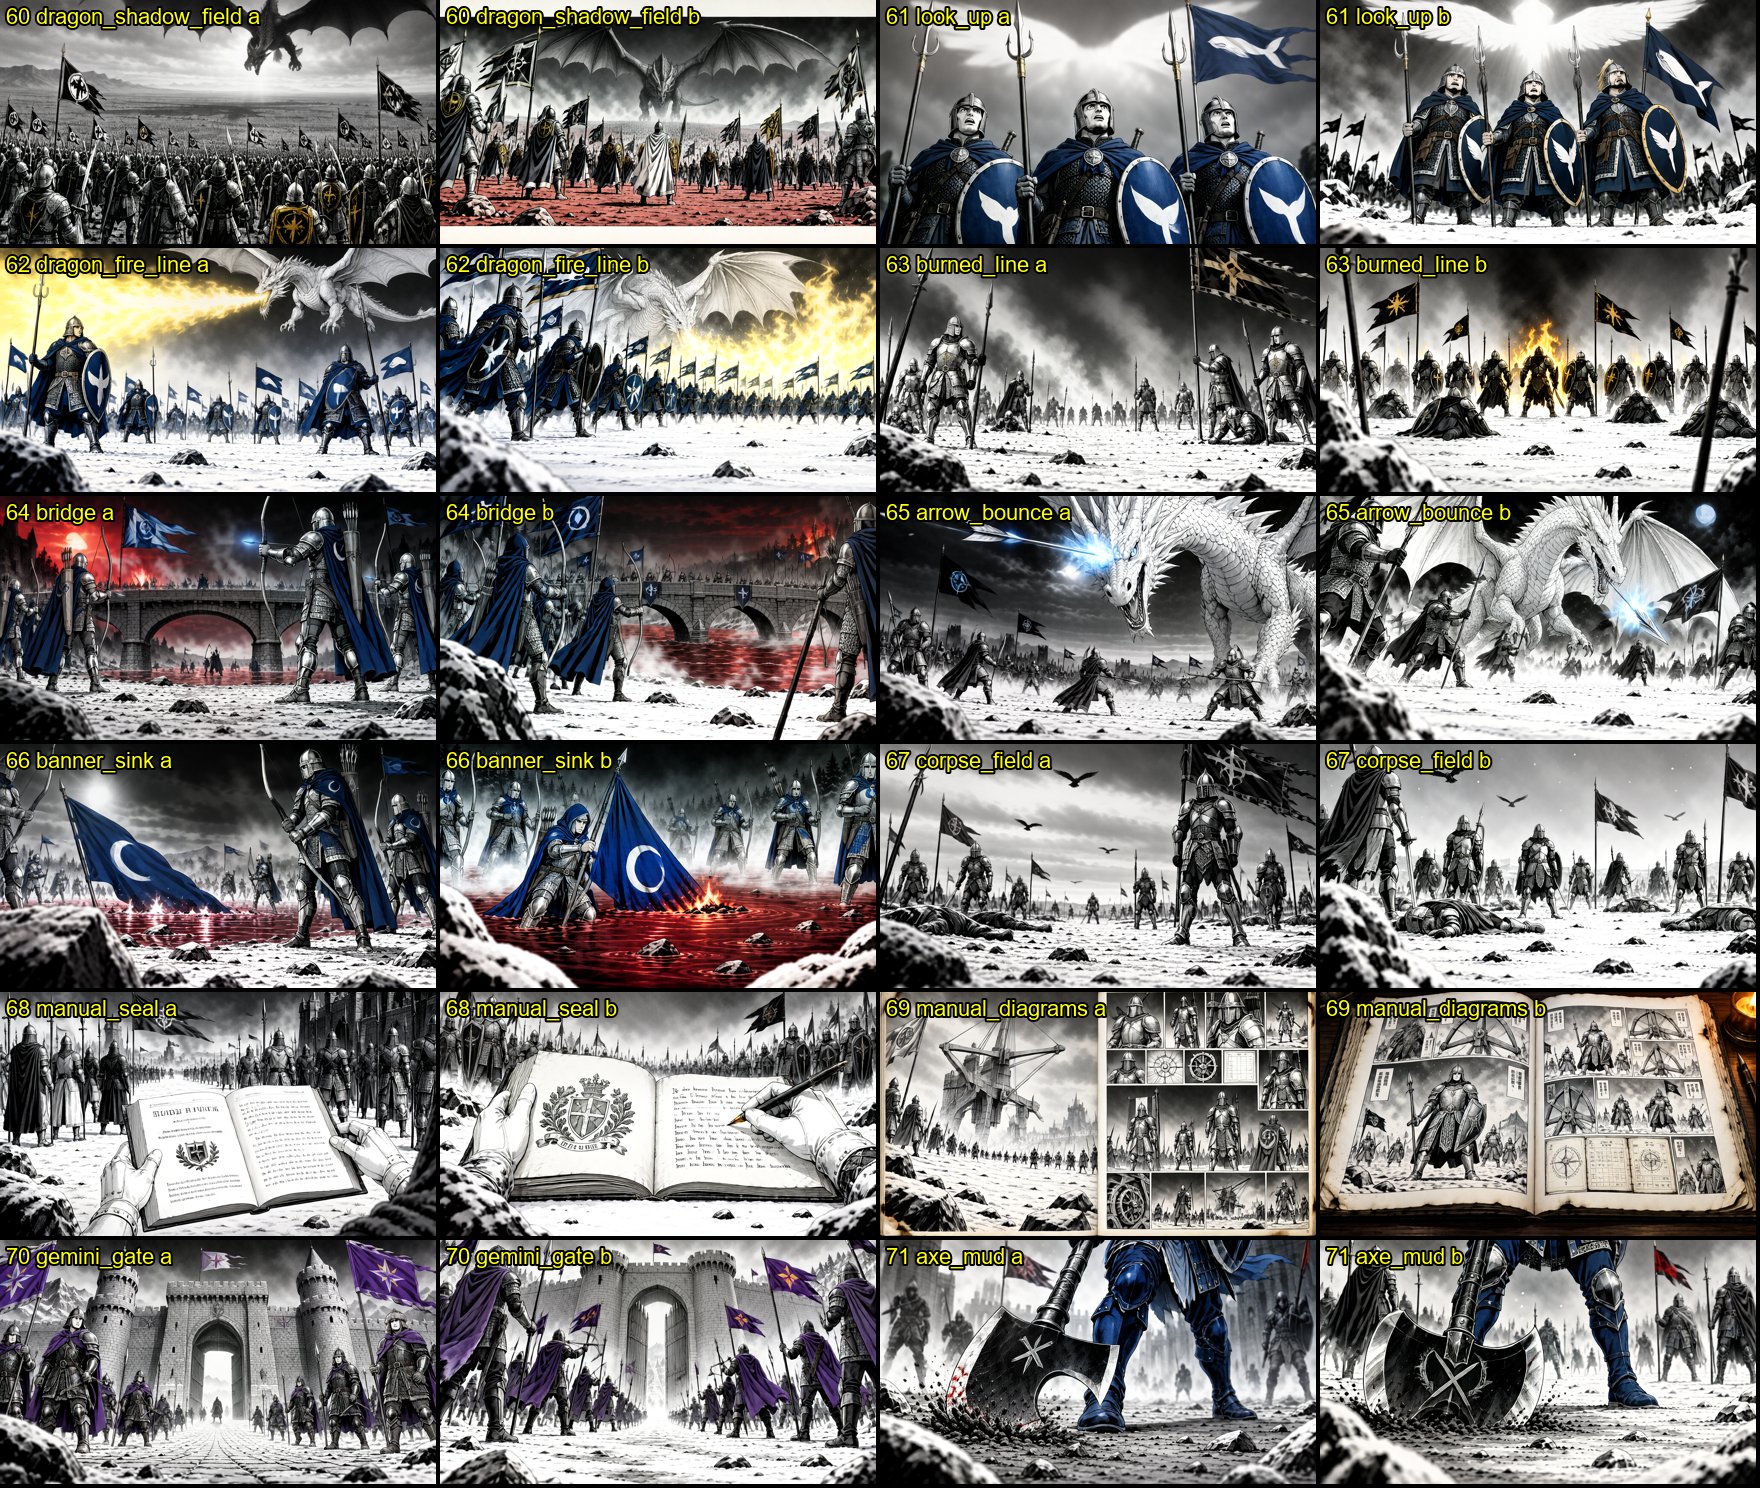 60 dragon_shadow_field a
60 dragon_shadow_field b
61 look_up a
61 look_up b
62 dragon_fire_line a
62 dragon_fire_line b
63 burned_line a
63 burned_line b
64 bridge a
64 bridge b
65 arrow_bounce a
65 arrow_bounce b
66 banner_sink a
66 banner_sink b
67 corpse_field a
67 corpse_field b
68 manual_seal a
68 manual_seal b
69 manual_diagrams a
69 manual_diagrams b
70 gemini_gate a
70 gemini_gate b
71 axe_mud a
71 axe_mud b